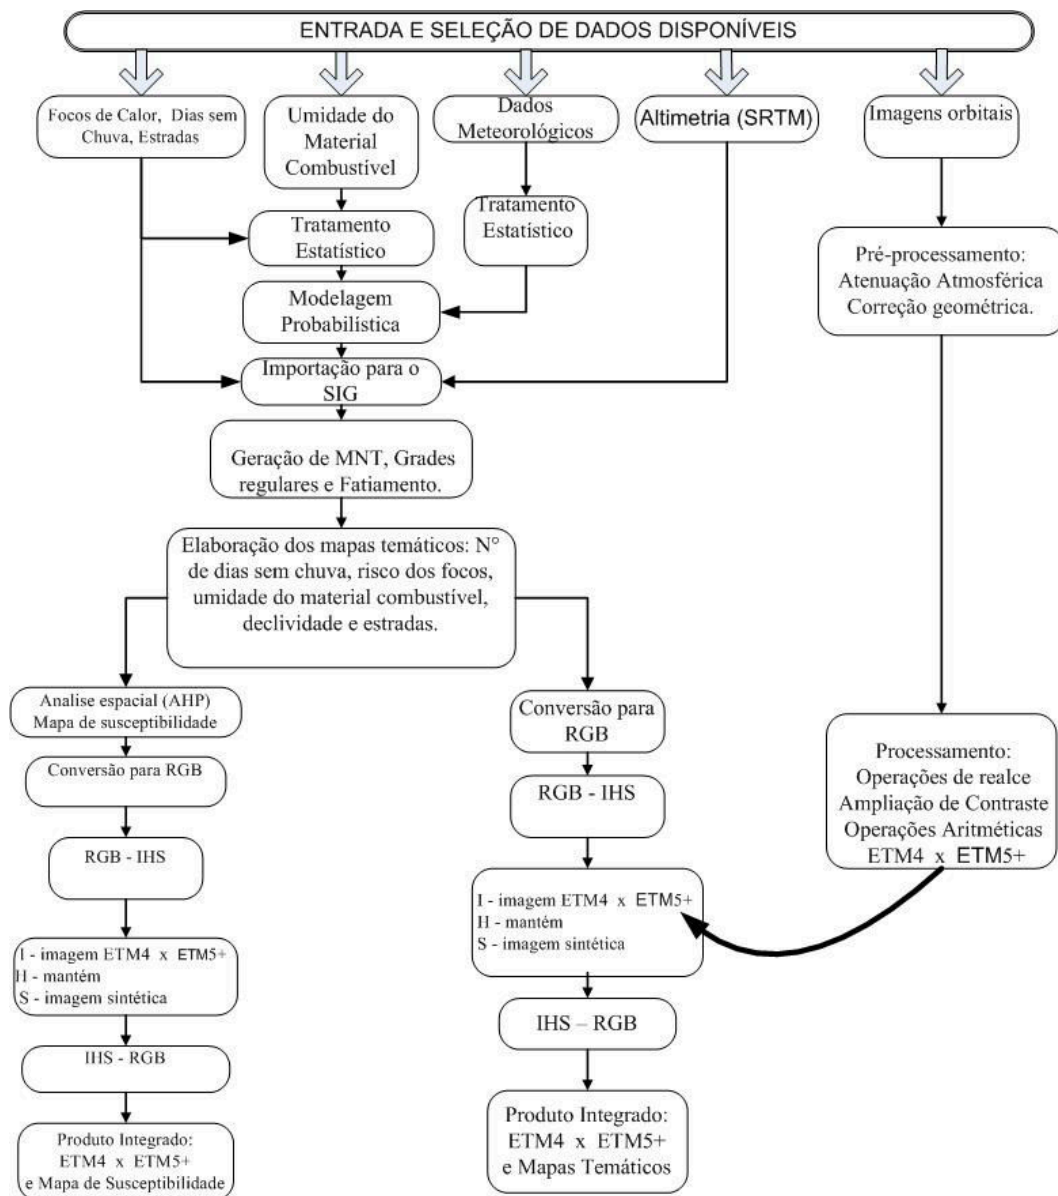 ENTRADA E SELEÇÃO DE DADOS DISPONÍVEIS
Focos de Calor, Dias sem
Chuva, Estradas
Umidade do
Material
Combustível
Dados
Meteorológicos
Altimetria (SRTM)
Imagens orbitais
Tratamento
Estatístico
Tratamento
Estatístico
Pré-processamento:
Atenuação Atmosférica
Correção geométrica.
Modelagem
Probabilística
Importação para o
SIG
Geração de MNT, Grades
regulares e Fatiamento.
Elaboração dos mapas temáticos: N°
de dias sem chuva, risco dos focos,
umidade do material combustível,
declividade e estradas.
Analise espacial (AHP)
Mapa de susceptibilidade
Conversão para RGB
RGB - IHS
I - imagem ETM4 x ETM5+
H - mantém
S - imagem sintética
IHS - RGB
Produto Integrado:
ETM4 x ETM5+
e Mapa de Susceptibilidade
Conversão para
RGB
RGB - IHS
I - imagem ETM4 x ETM5+
H - mantém
S - imagem sintética
IHS – RGB
Produto Integrado:
ETM4 x ETM5+
e Mapas Temáticos
Processamento:
Operações de realce
Ampliação de Contraste
Operações Aritméticas
ETM4 x ETM5+